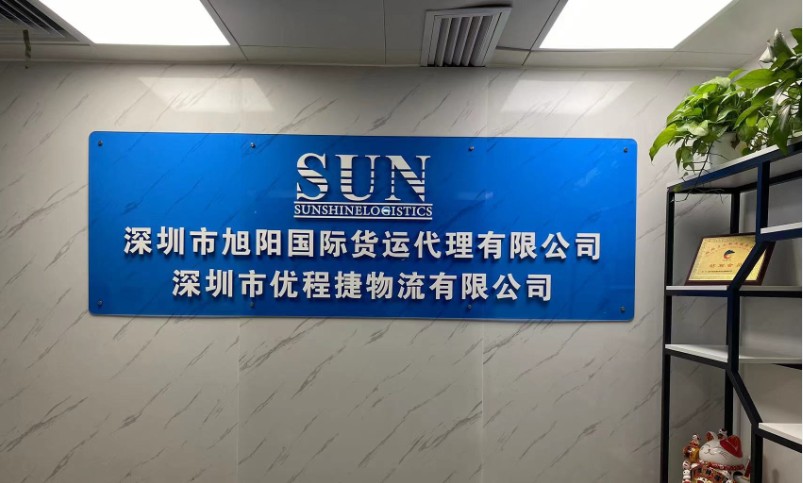 SUN
SUNSHINELOGISTICS
深圳市旭阳国际货运代理有限公司
深圳市优程捷物流有限公司